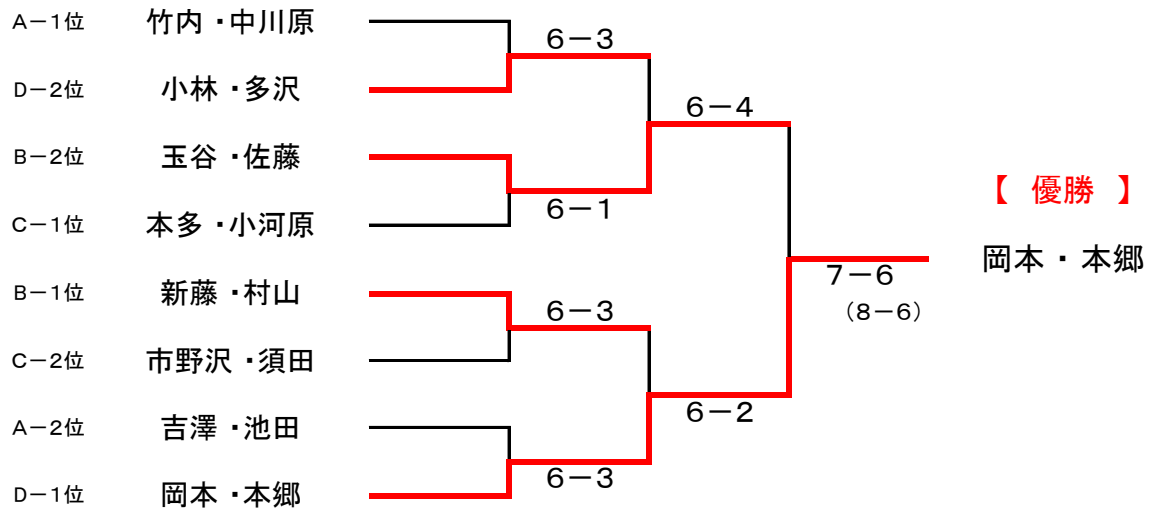 A－1位 竹内・中川原
6－3
D－2位 小林・多沢
6－4
B－2位 玉谷・佐藤
【 優勝 】
6－1
C－1位 本多・小河原
岡本・本郷
7－6
B－1位 新藤・村山
6－3
（8－6）
C－2位 市野沢・須田
6－2
A－2位 吉澤・池田
6－3
D－1位 岡本・本郷